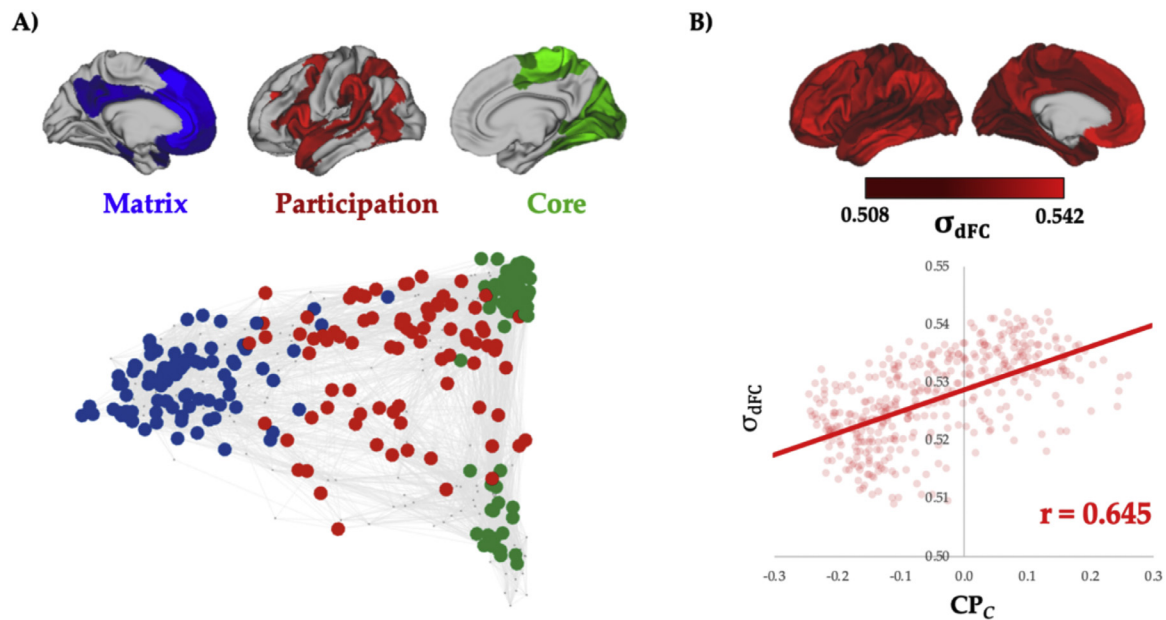 A)
B)
Matrix
Participation
Core
0.508
0.542
σdFC
0.55
0.54
0.53
0.52
0.51
0.50
σdFC
r = 0.645
-0.3 -0.2 -0.1 0.0 0.1 0.2 0.3
CPC